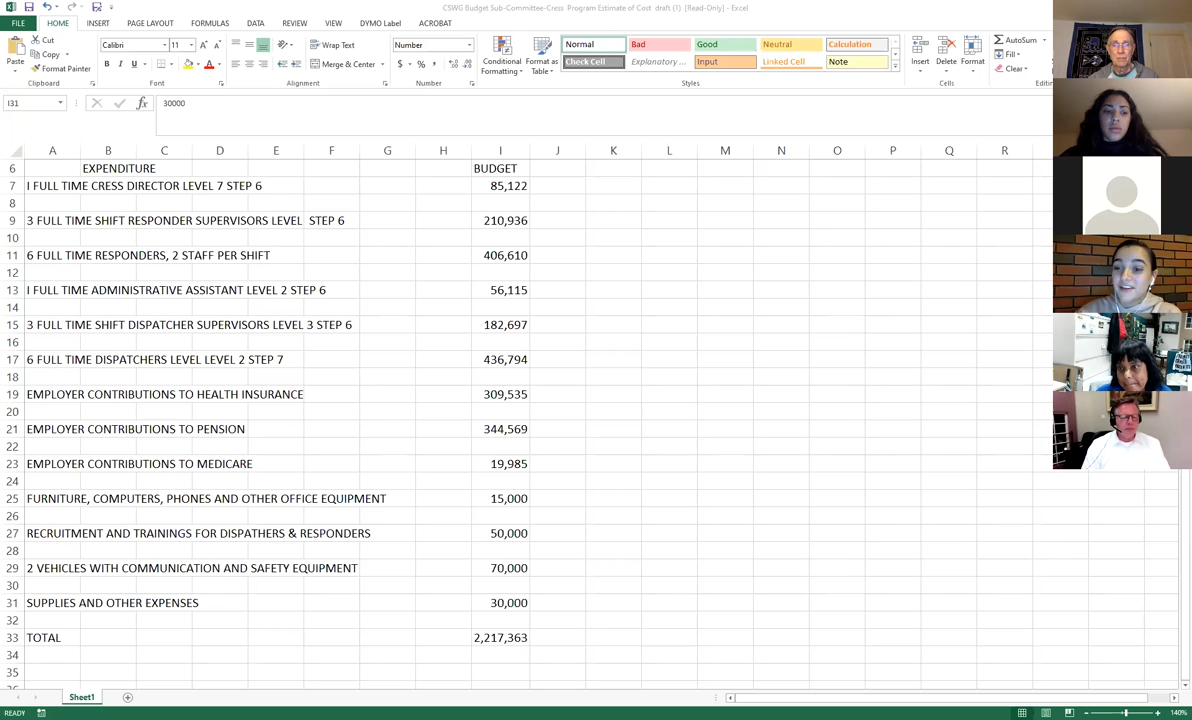 CSWG Budget Sub-Committee-Cress Program Estimate of Cost draft (1) [Read-Only] - Excel
FILE HOME INSERT PAGE LAYOUT FORMULAS DATA REVIEW VIEW DYMO Label ACROBAT
Cut Calibri 11 Wrap Text Number Normal Bad Good Neutral Calculation AutoSum
Copy Fill
Paste Conditional Format as Insert Delete Format
Format Painter B I U Merge & Center $ % Formatting Table Check Cell Explanatory ... Input Linked Cell Note Clear
Clipboard Font Alignment Number Styles Cells
I31 fx 30000
A B C D E F G H I J K L M N O P Q R
6 EXPENDITURE BUDGET
7 I FULL TIME CRESS DIRECTOR LEVEL 7 STEP 6 85,122
8
9 3 FULL TIME SHIFT RESPONDER SUPERVISORS LEVEL STEP 6 210,936
10
11 6 FULL TIME RESPONDERS, 2 STAFF PER SHIFT 406,610
12
13 I FULL TIME ADMINISTRATIVE ASSISTANT LEVEL 2 STEP 6 56,115
14
15 3 FULL TIME SHIFT DISPATCHER SUPERVISORS LEVEL 3 STEP 6 182,697
16
17 6 FULL TIME DISPATCHERS LEVEL LEVEL 2 STEP 7 436,794
18
19 EMPLOYER CONTRIBUTIONS TO HEALTH INSURANCE 309,535
20
21 EMPLOYER CONTRIBUTIONS TO PENSION 344,569
22
23 EMPLOYER CONTRIBUTIONS TO MEDICARE 19,985
24
25 FURNITURE, COMPUTERS, PHONES AND OTHER OFFICE EQUIPMENT 15,000
26
27 RECRUITMENT AND TRAININGS FOR DISPATHERS & RESPONDERS 50,000
28
29 2 VEHICLES WITH COMMUNICATION AND SAFETY EQUIPMENT 70,000
30
31 SUPPLIES AND OTHER EXPENSES 30,000
32
33 TOTAL 2,217,363
34
35
Sheet1
READY 140%